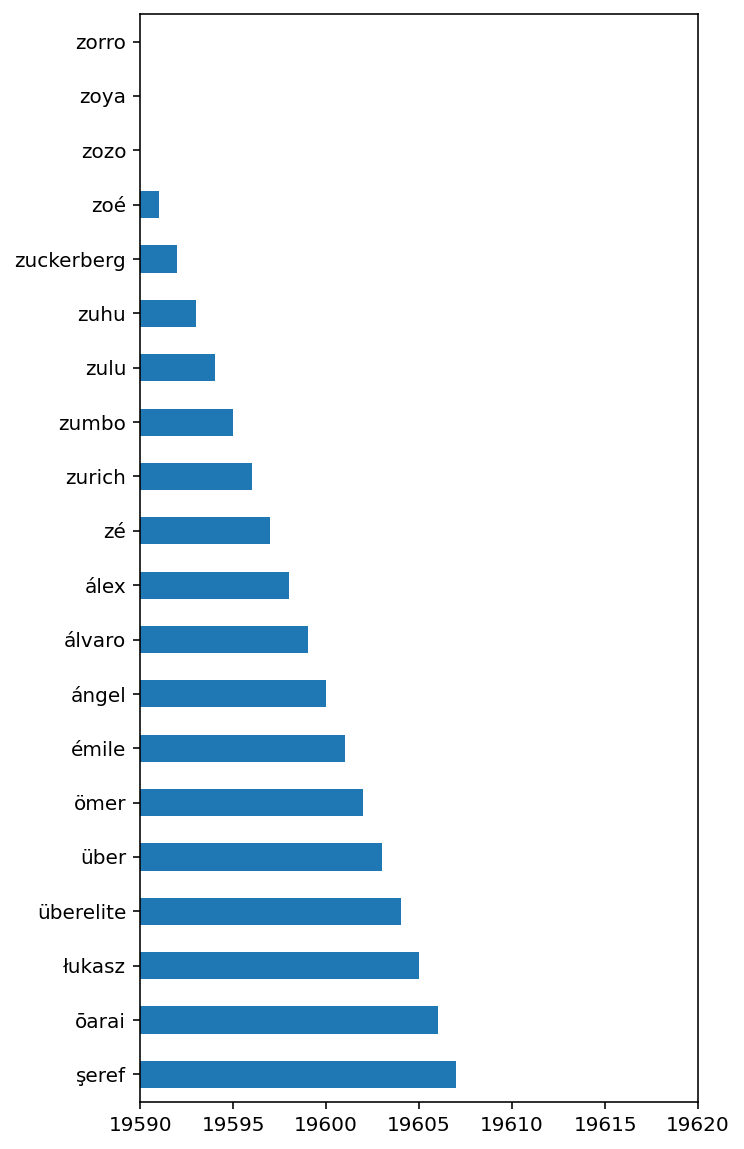 zorro
zoya
zozo
zoé
zuckerberg
zuhu
zulu
zumbo
zurich
zé
álex
álvaro
ángel
émile
ömer
über
überelite
łukasz
ōarai
şeref
19590 19595 19600 19605 19610 19615 19620